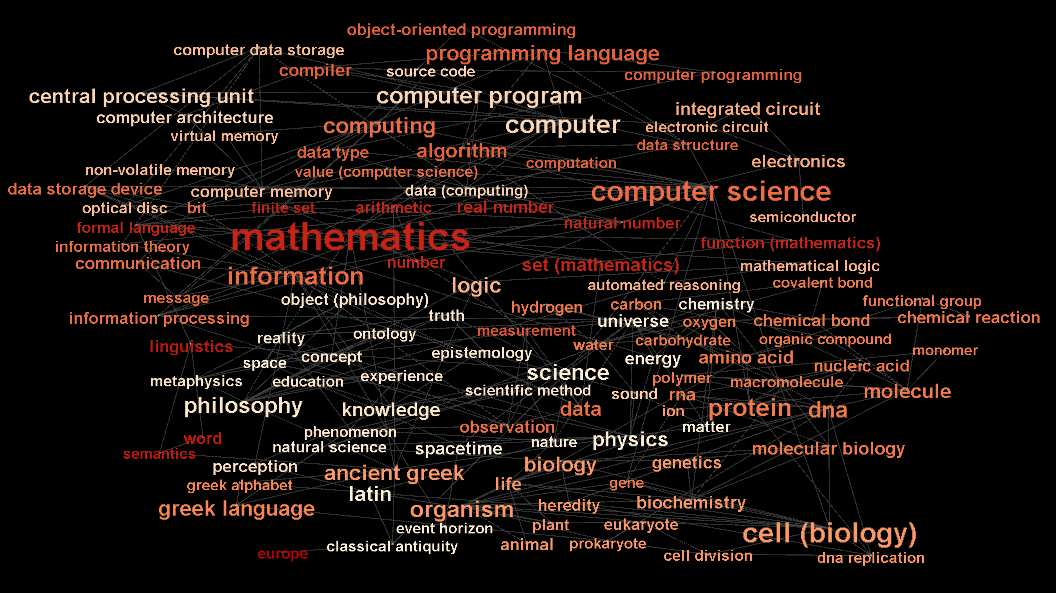 object-oriented programming
computer data storage
programming language
compiler
source code
computer programming
central processing unit
computer program
integrated circuit
computer architecture
computing
computer
electronic circuit
virtual memory
data type
algorithm
data structure
computation
electronics
non-volatile memory
value (computer science)
data storage device
computer memory
data (computing)
computer science
optical disc
bit
finite set
arithmetic
real number
semiconductor
formal language
natural number
mathematics
information theory
function (mathematics)
communication
number
set (mathematics)
mathematical logic
information
logic
automated reasoning
covalent bond
message
object (philosophy)
hydrogen
carbon
chemistry
functional group
information processing
truth
universe
oxygen
chemical bond
chemical reaction
reality
ontology
measurement
carbohydrate
organic compound
linguistics
water
monomer
space
concept
epistemology
energy
amino acid
nucleic acid
metaphysics
education
experience
science
polymer
macromolecule
scientific method
sound
rna
molecule
philosophy
knowledge
data
ion
protein
dna
phenomenon
observation
matter
word
natural science
spacetime
nature
physics
molecular biology
semantics
perception
ancient greek
biology
genetics
greek alphabet
latin
life
gene
greek language
organism
heredity
biochemistry
event horizon
plant
eukaryote
cell (biology)
europe
classical antiquity
animal
prokaryote
cell division
dna replication